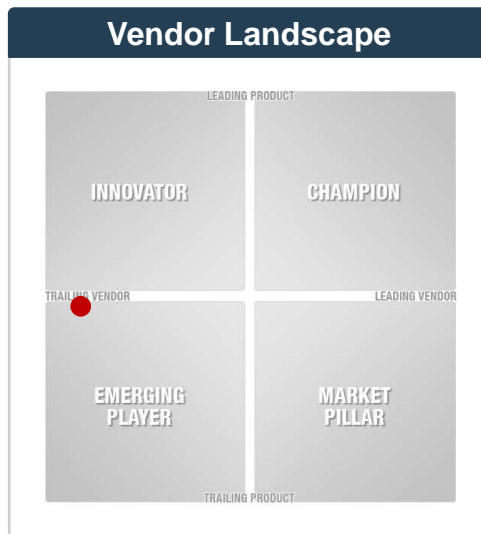 Vendor Landscape
LEADING PRODUCT
INNOVATOR
CHAMPION
TRAILING VENDOR
LEADING VENDOR
EMERGING
PLAYER
MARKET
PILLAR
TRAILING PRODUCT